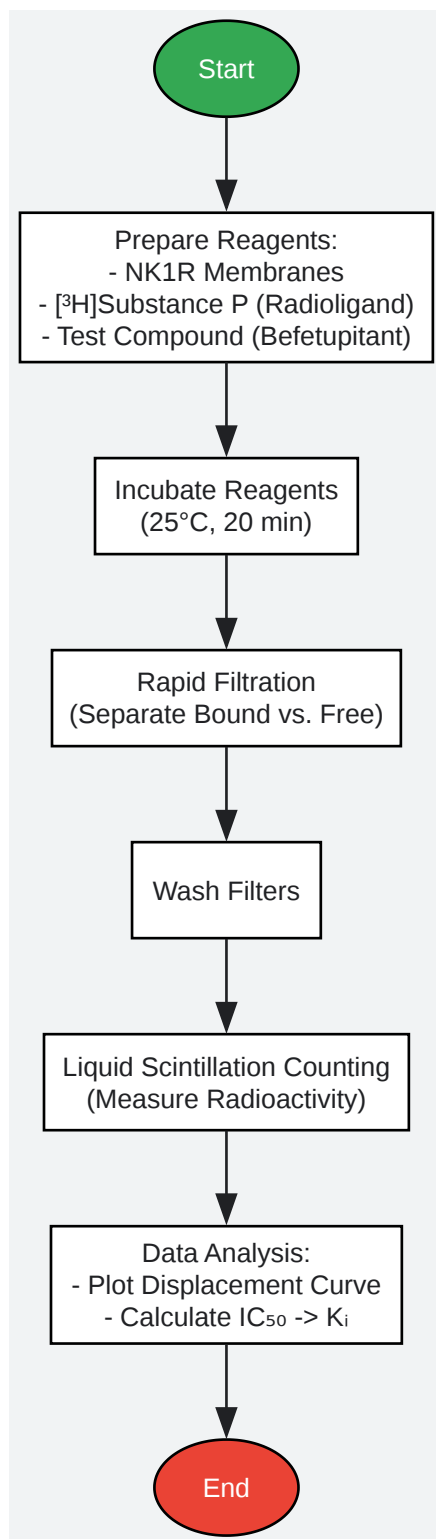 Start
Prepare Reagents:
- NK1R Membranes
- [³H]Substance P (Radioligand)
- Test Compound (Befetupitant)
Incubate Reagents
(25°C, 20 min)
Rapid Filtration
(Separate Bound vs. Free)
Wash Filters
Liquid Scintillation Counting
(Measure Radioactivity)
Data Analysis:
- Plot Displacement Curve
- Calculate IC₅₀ -> Kᵢ
End